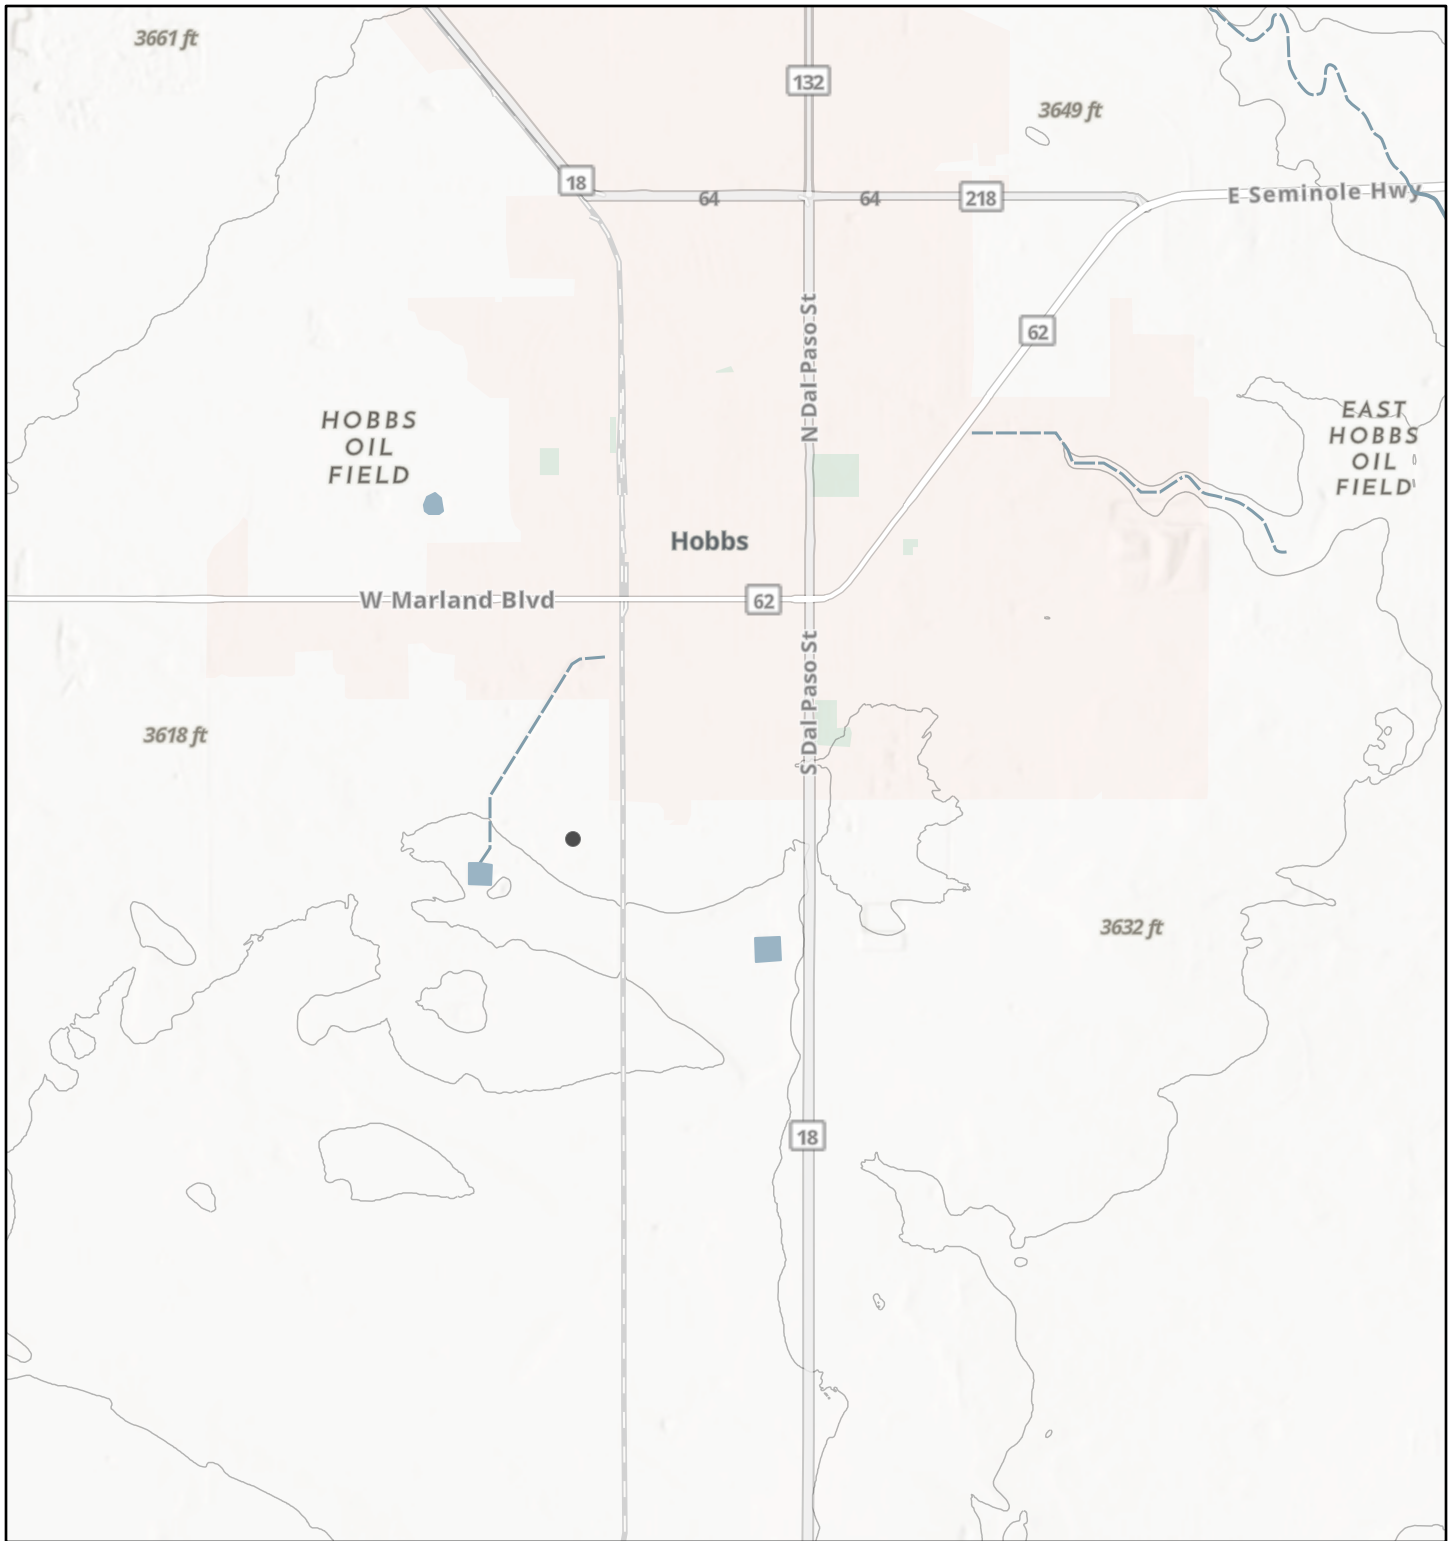 3661 ft
132
3649 ft
18
64
64
218
E Seminole Hwy
62
N Dal Paso St
HOBBS
OIL
FIELD
EAST
HOBBS
OIL
FIELD
Hobbs
W Marland Blvd
62
S Dal Paso St
3618 ft
3632 ft
18